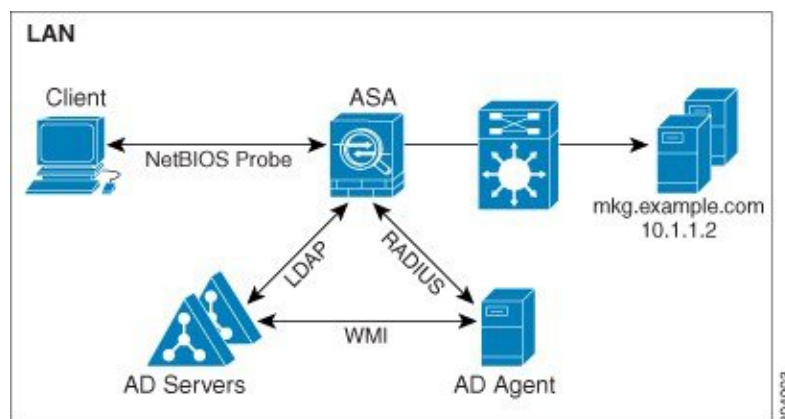 LAN
Client
ASA
NetBIOS Probe
mkg.example.com
10.1.1.2
LDAP
RADIUS
WMI
AD Servers
AD Agent